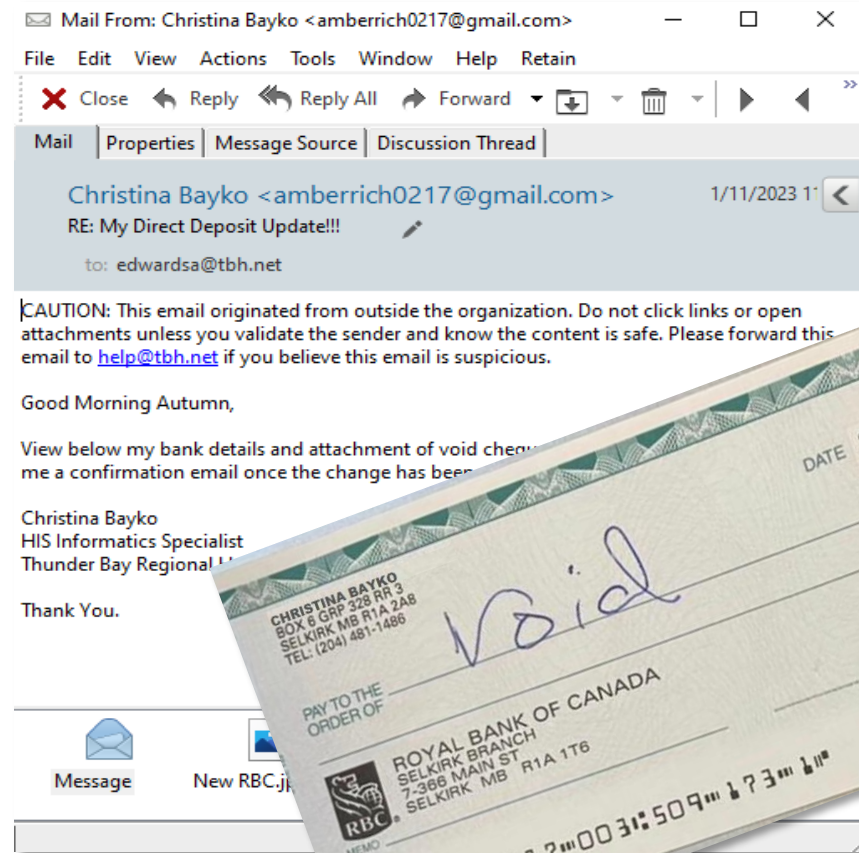 Mail From: Christina Bayko <amberrich0217@gmail.com>
File Edit View Actions Tools Window Help Retain
Close Reply Reply All Forward
Mail Properties Message Source Discussion Thread
Christina Bayko <amberrich0217@gmail.com> 1/11/2023
RE: My Direct Deposit Update!!!
to: edwardsa@tbh.net
CAUTION: This email originated from outside the organization. Do not click links or open
attachments unless you validate the sender and know the content is safe. Please forward this
email to help@tbh.net if you believe this email is suspicious.
Good Morning Autumn,
View below my bank details and attachment of void
me a confirmation email once the change has been
Christina Bayko
HIS Informatics Specialist
Thunder Bay Regional
Thank You.
Message New RBC.jp
DATE
Void
CHRISTINA BAYKO
BOX 6 GRP 328 RR 3
SELKIRK MB R1A 2A8
TEL: (204) 481-1486
PAY TO THE
ORDER OF
ROYAL BANK OF CANADA
SELKIRK BRANCH
7-366 MAIN ST
SELKIRK MB R1A 1T6
RBC
MEMO